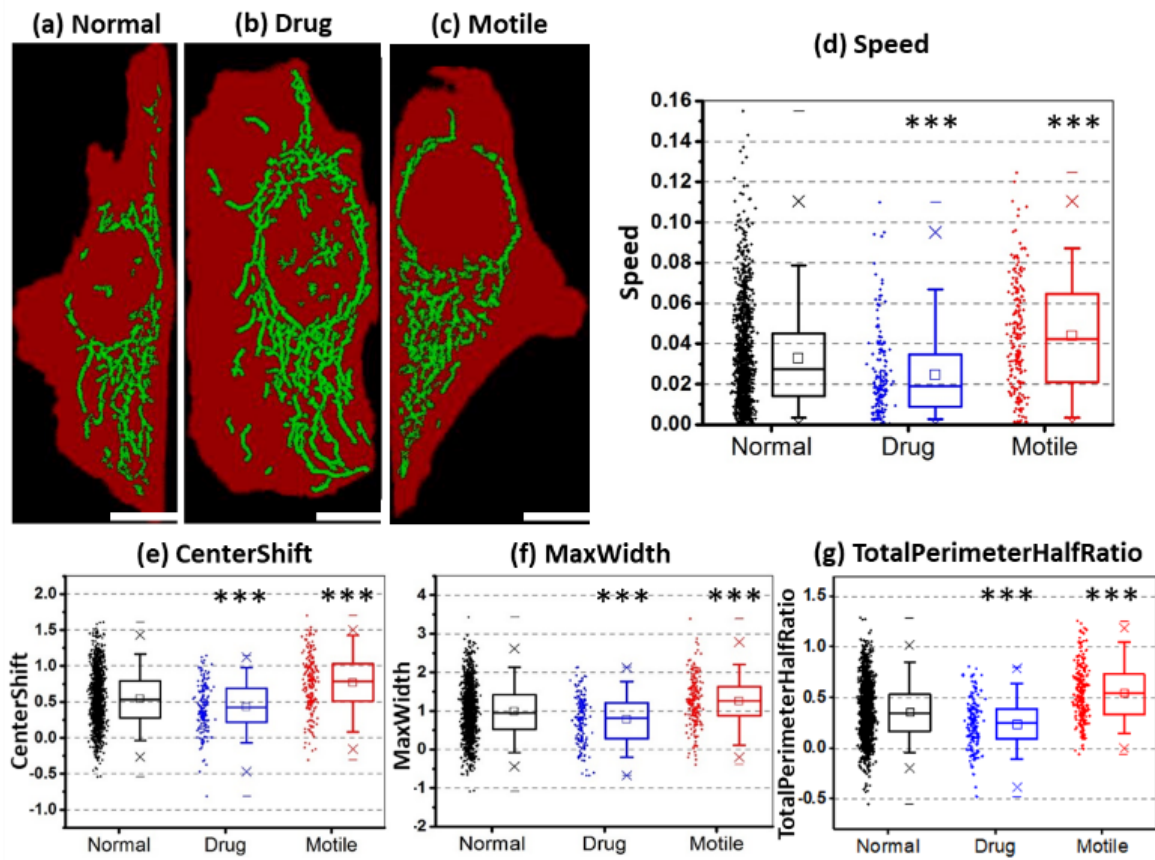 (a) Normal
(b) Drug
(c) Motile
(d) Speed
Speed
0.16
0.14
0.12
0.10
0.08
0.06
0.04
0.02
0.00
*** ***
Normal Drug Motile
(e) CenterShift
CenterShift
2.0
1.5
1.0
0.5
0.0
-0.5
-1.0
*** ***
Normal Drug Motile
(f) MaxWidth
MaxWidth
4
3
2
1
0
-1
-2
*** ***
Normal Drug Motile
(g) TotalPerimeterHalfRatio
TotalPerimeterHalfRatio
1.5
1.0
0.5
0.0
-0.5
*** ***
Normal Drug Motile